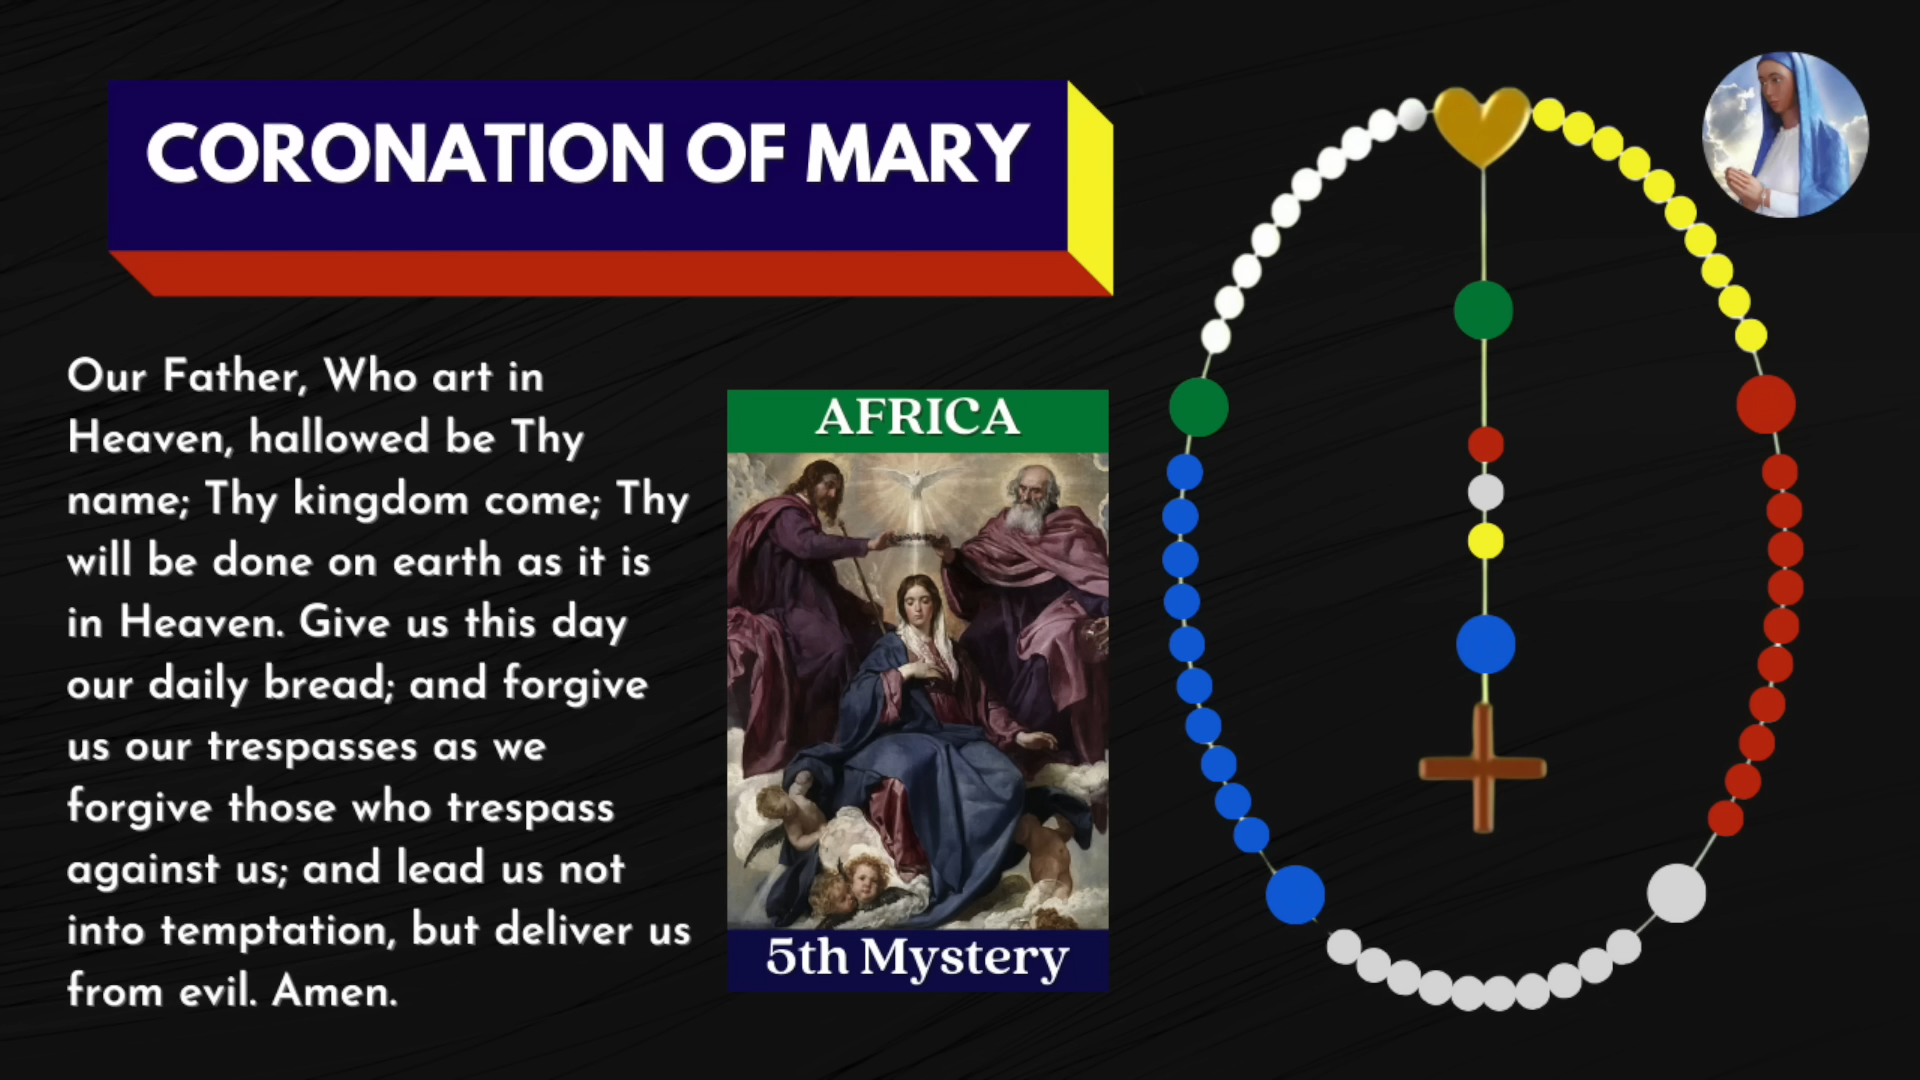 CORONATION OF MARY
Our Father, Who art in
Heaven, hallowed be Thy
name; Thy kingdom come; Thy
will be done on earth as it is
in Heaven. Give us this day
our daily bread; and forgive
us our trespasses as we
forgive those who trespass
against us; and lead us not
into temptation, but deliver us
from evil. Amen.
AFRICA
5th Mystery